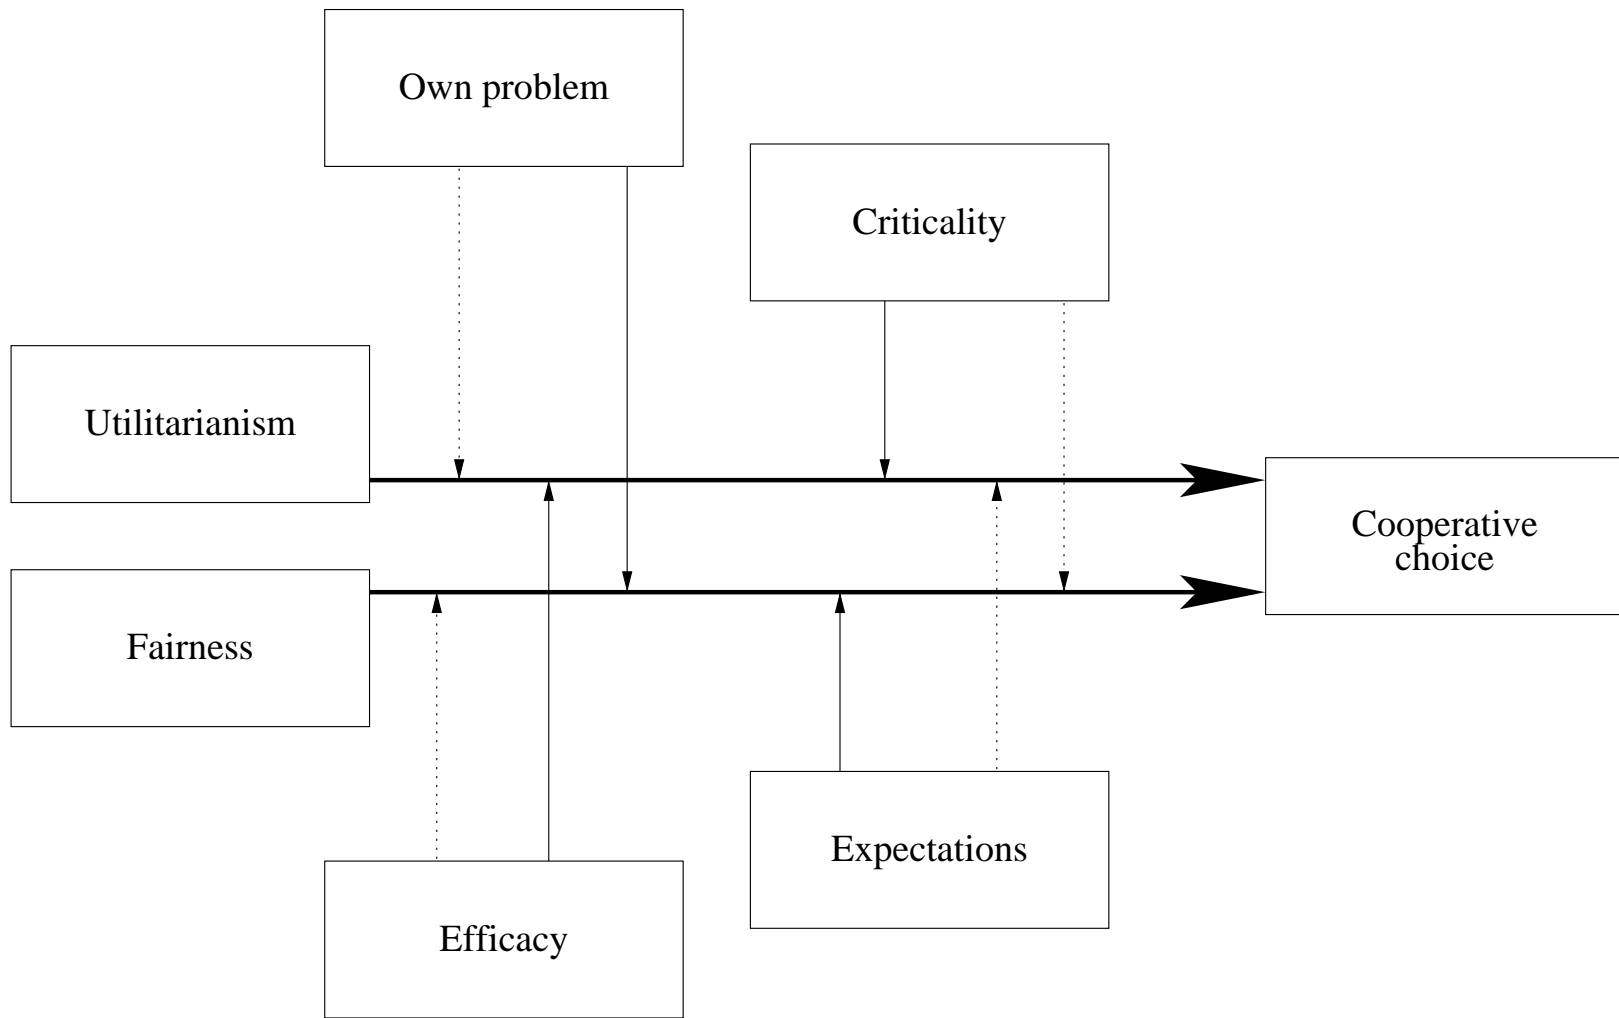 Own problem
Criticality
Utilitarianism
Cooperative
choice
Fairness
Expectations
Efficacy